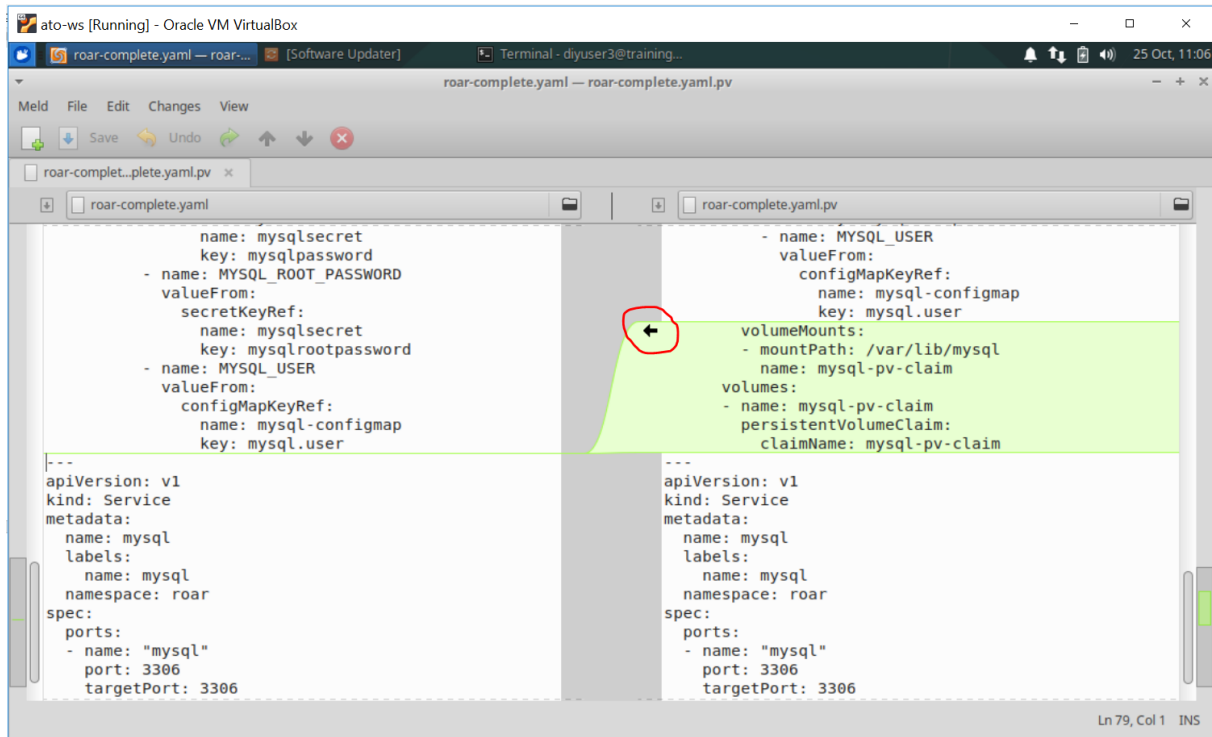 ato-ws [Running] - Oracle VM VirtualBox
roar-complete.yaml — roar-... [Software Updater] Terminal - diyuser3@training... 25 Oct, 11:06
roar-complete.yaml — roar-complete.yaml.pv
Meld File Edit Changes View
Save Undo
roar-complet...plete.yaml.pv
roar-complete.yaml
roar-complete.yaml.pv
name: mysqlsecret
key: mysqlpassword
- name: MYSQL_ROOT_PASSWORD
valueFrom:
secretKeyRef:
name: mysqlsecret
key: mysqlrootpassword
- name: MYSQL_USER
valueFrom:
configMapKeyRef:
name: mysql-configmap
key: mysql.user
---
apiVersion: v1
kind: Service
metadata:
name: mysql
labels:
name: mysql
namespace: roar
spec:
ports:
- name: "mysql"
port: 3306
targetPort: 3306
- name: MYSQL_USER
valueFrom:
configMapKeyRef:
name: mysql-configmap
key: mysql.user
volumeMounts:
- mountPath: /var/lib/mysql
name: mysql-pv-claim
volumes:
- name: mysql-pv-claim
persistentVolumeClaim:
claimName: mysql-pv-claim
---
apiVersion: v1
kind: Service
metadata:
name: mysql
labels:
name: mysql
namespace: roar
spec:
ports:
- name: "mysql"
port: 3306
targetPort: 3306
Ln 79, Col 1 INS